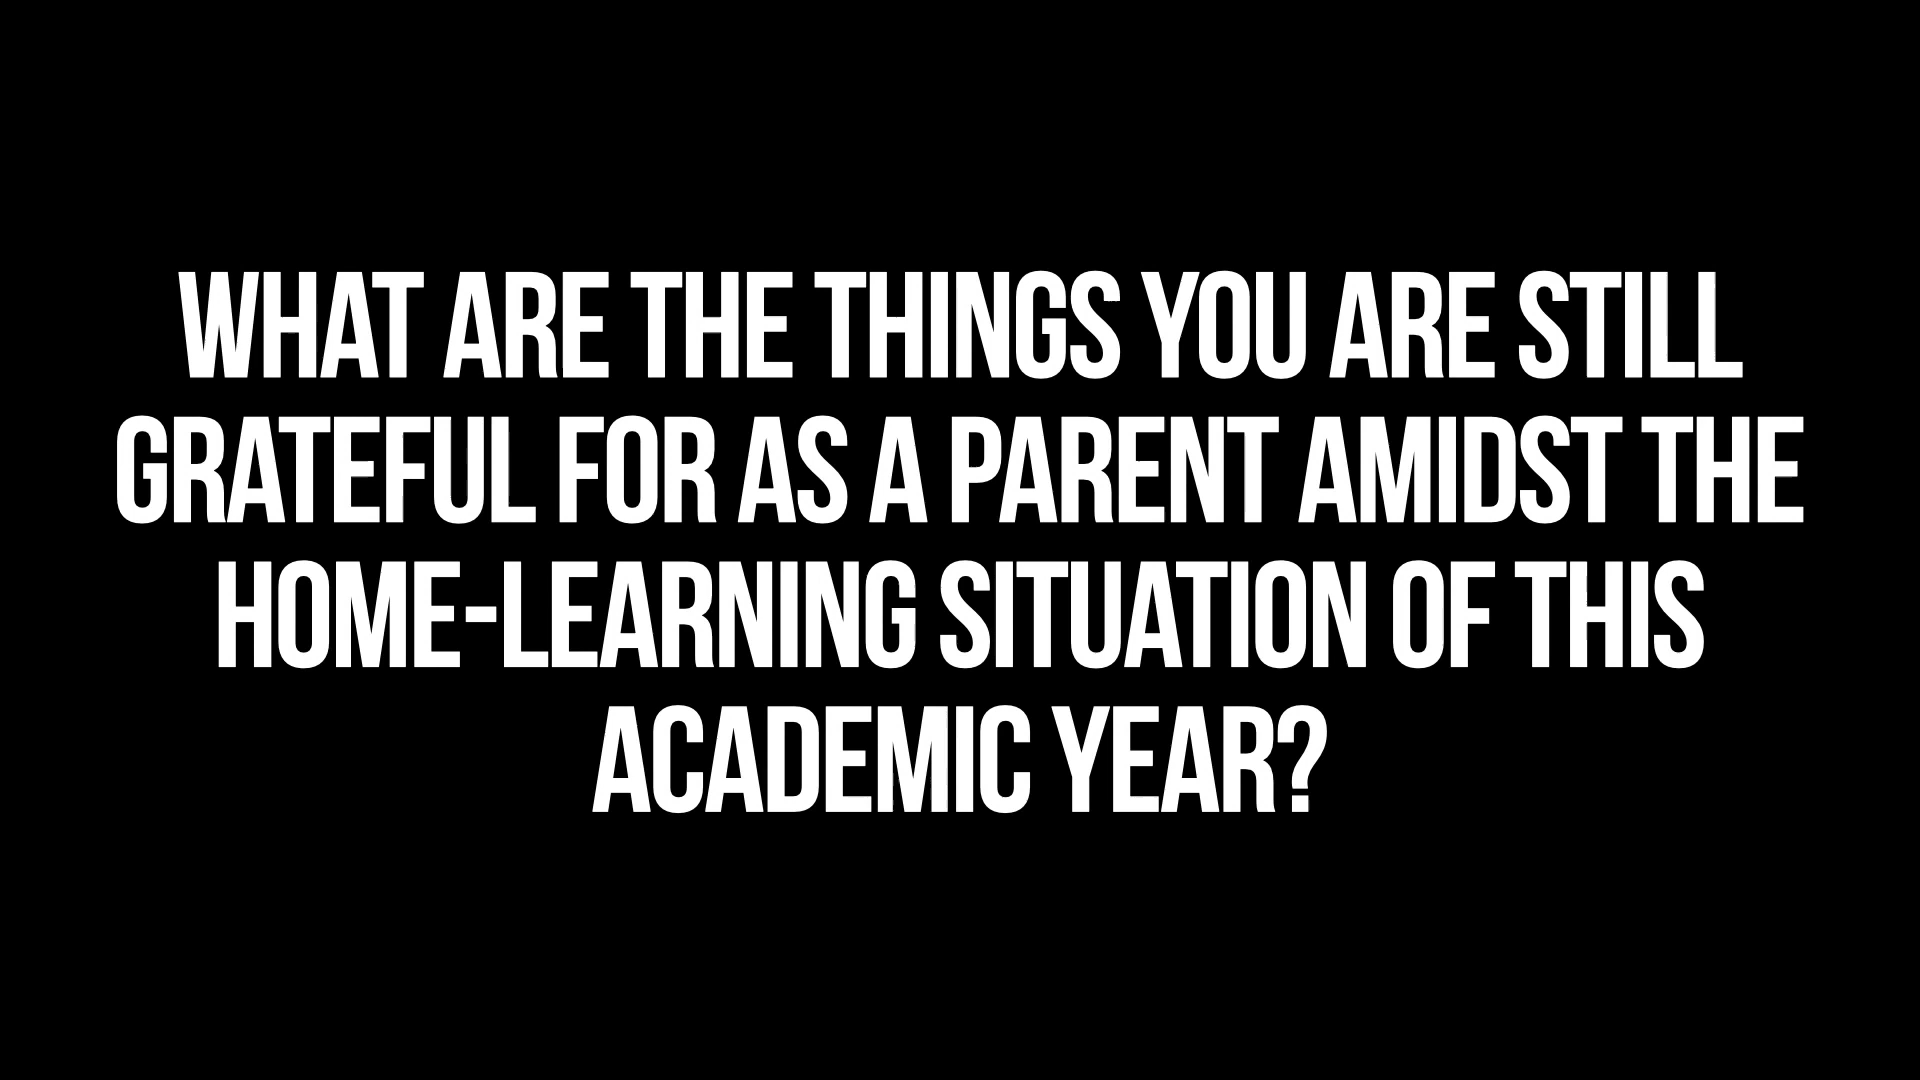 WHAT ARE THE THINGS YOU ARE STILL
GRATEFUL FOR AS A PARENT AMIDST THE
HOME-LEARNING SITUATION OF THIS
ACADEMIC YEAR?